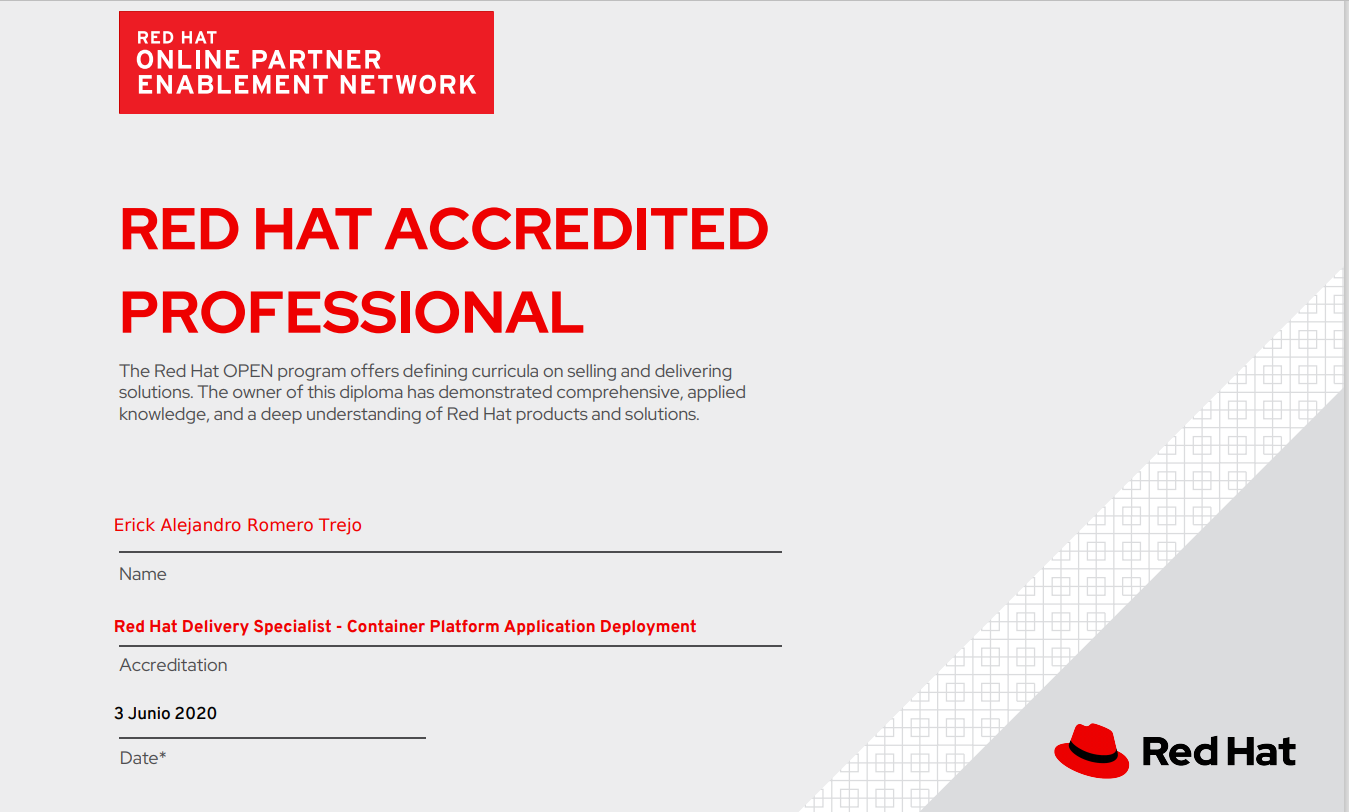 RED HAT
ONLINE PARTNER
ENABLEMENT NETWORK
RED HAT ACCREDITED
PROFESSIONAL
The Red Hat OPEN program offers defining curricula on selling and delivering
solutions. The owner of this diploma has demonstrated comprehensive, applied
knowledge, and a deep understanding of Red Hat products and solutions.
Erick Alejandro Romero Trejo
Name
Red Hat Delivery Specialist - Container Platform Application Deployment
Accreditation
3 Junio 2020
Date*
Red Hat